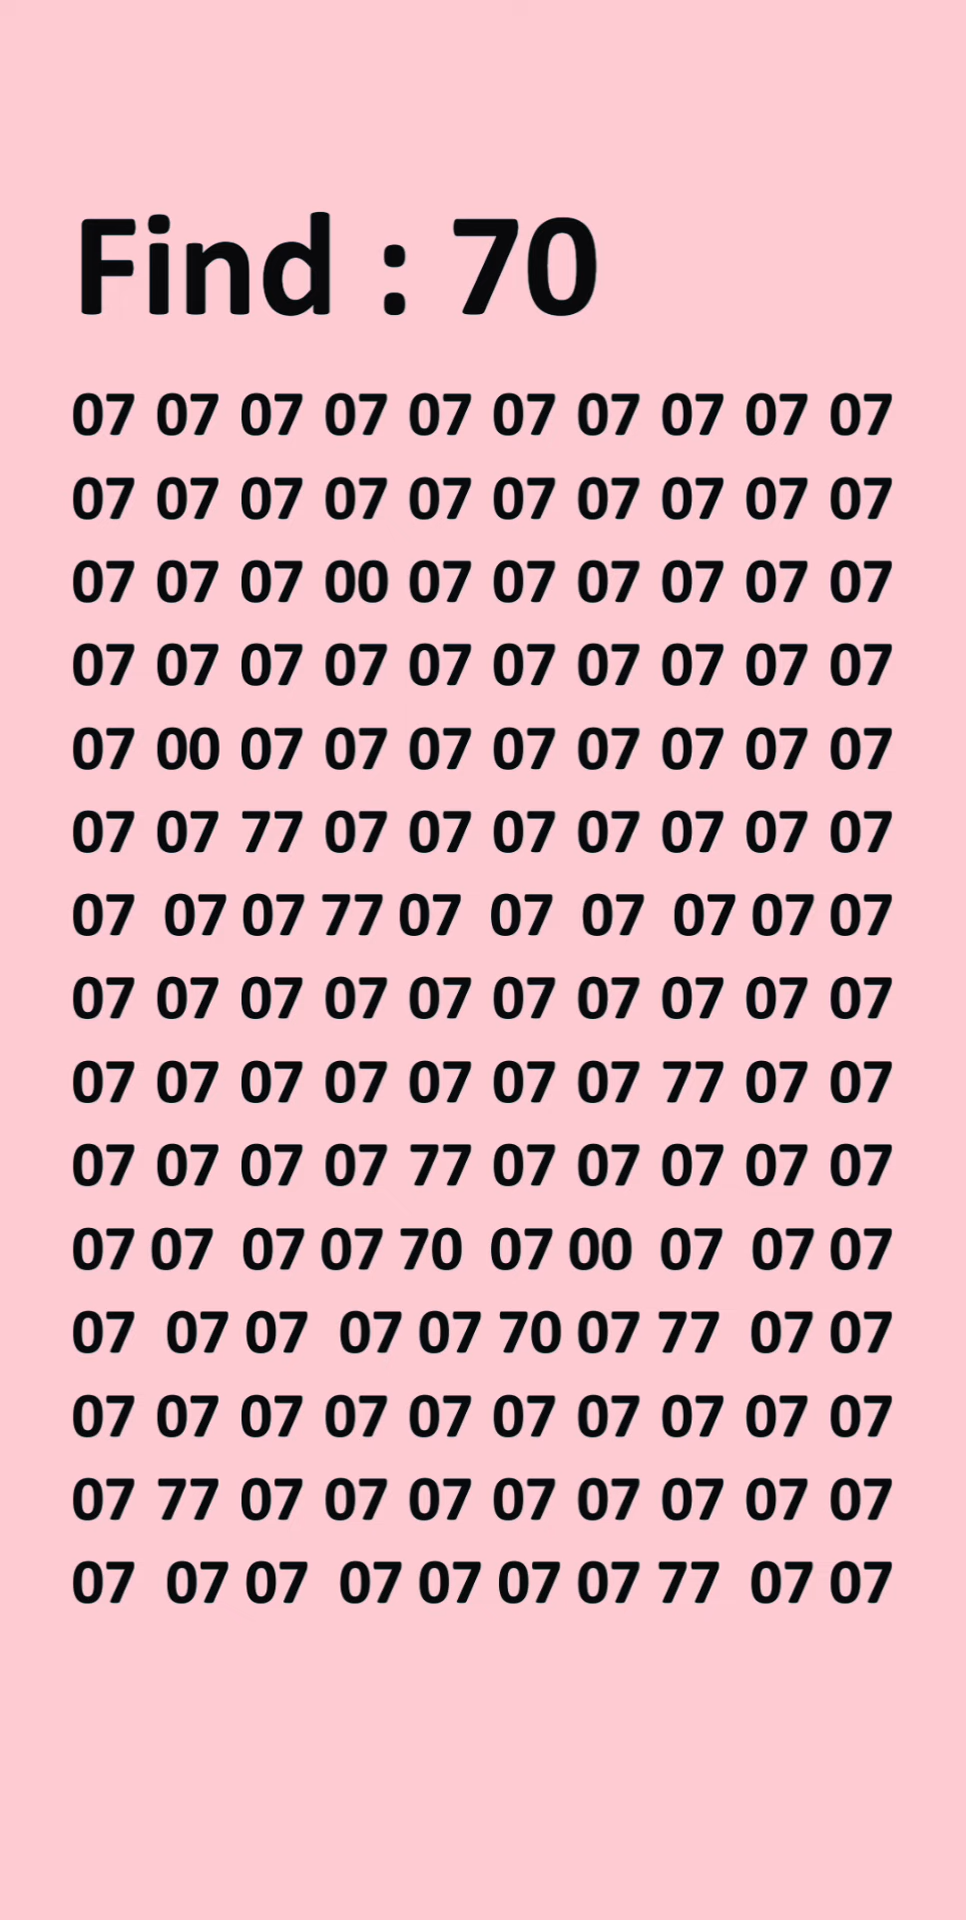 Find : 70
07 07 07 07 07 07 07 07 07 07
07 07 07 07 07 07 07 07 07 07
07 07 07 00 07 07 07 07 07 07
07 07 07 07 07 07 07 07 07 07
07 00 07 07 07 07 07 07 07 07
07 07 77 07 07 07 07 07 07 07
07 07 07 77 07 07 07 07 07 07
07 07 07 07 07 07 07 07 07 07
07 07 07 07 07 07 07 77 07 07
07 07 07 07 77 07 07 07 07 07
07 07 07 07 70 07 00 07 07 07
07 07 07 07 07 70 07 77 07 07
07 07 07 07 07 07 07 07 07 07
07 77 07 07 07 07 07 07 07 07
07 07 07 07 07 07 07 77 07 07